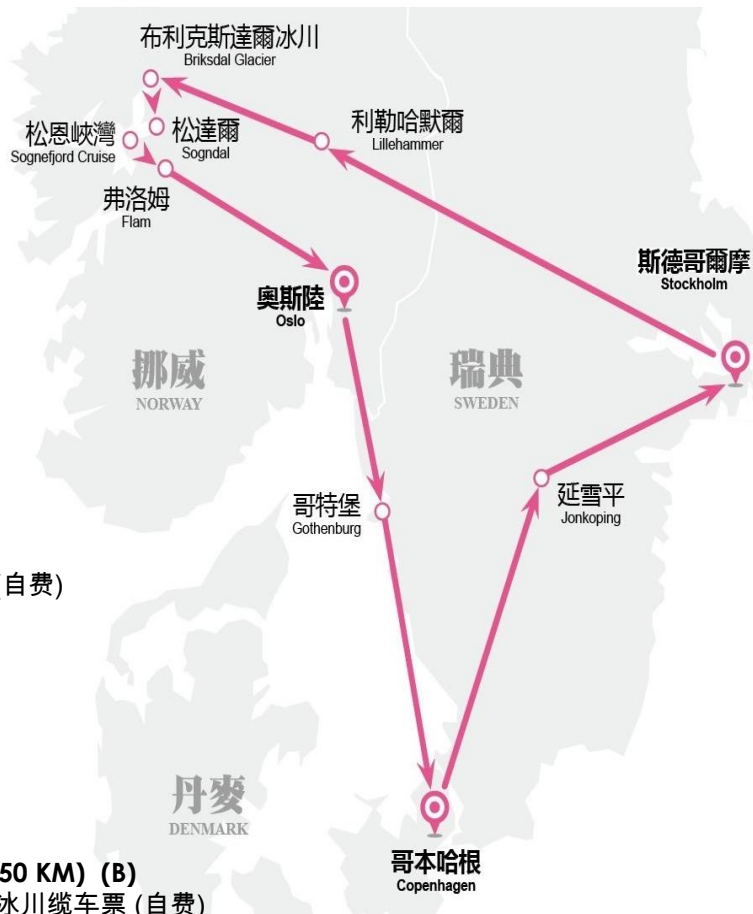 布利克斯達爾冰川
Briksdal Glacier
松恩峽灣
Sognefjord Cruise
松達爾
Sogndal
利勒哈默爾
Lillehammer
弗洛姆
Flam
斯德哥爾摩
Stockholm
奧斯陸
Oslo
挪威
NORWAY
瑞典
SWEDEN
哥特堡
Gothenburg
延雪平
Jonkoping
(自费)
丹麥
DENMARK
哥本哈根
Copenhagen
50 KM) (B)
冰川缆车票 (自费)